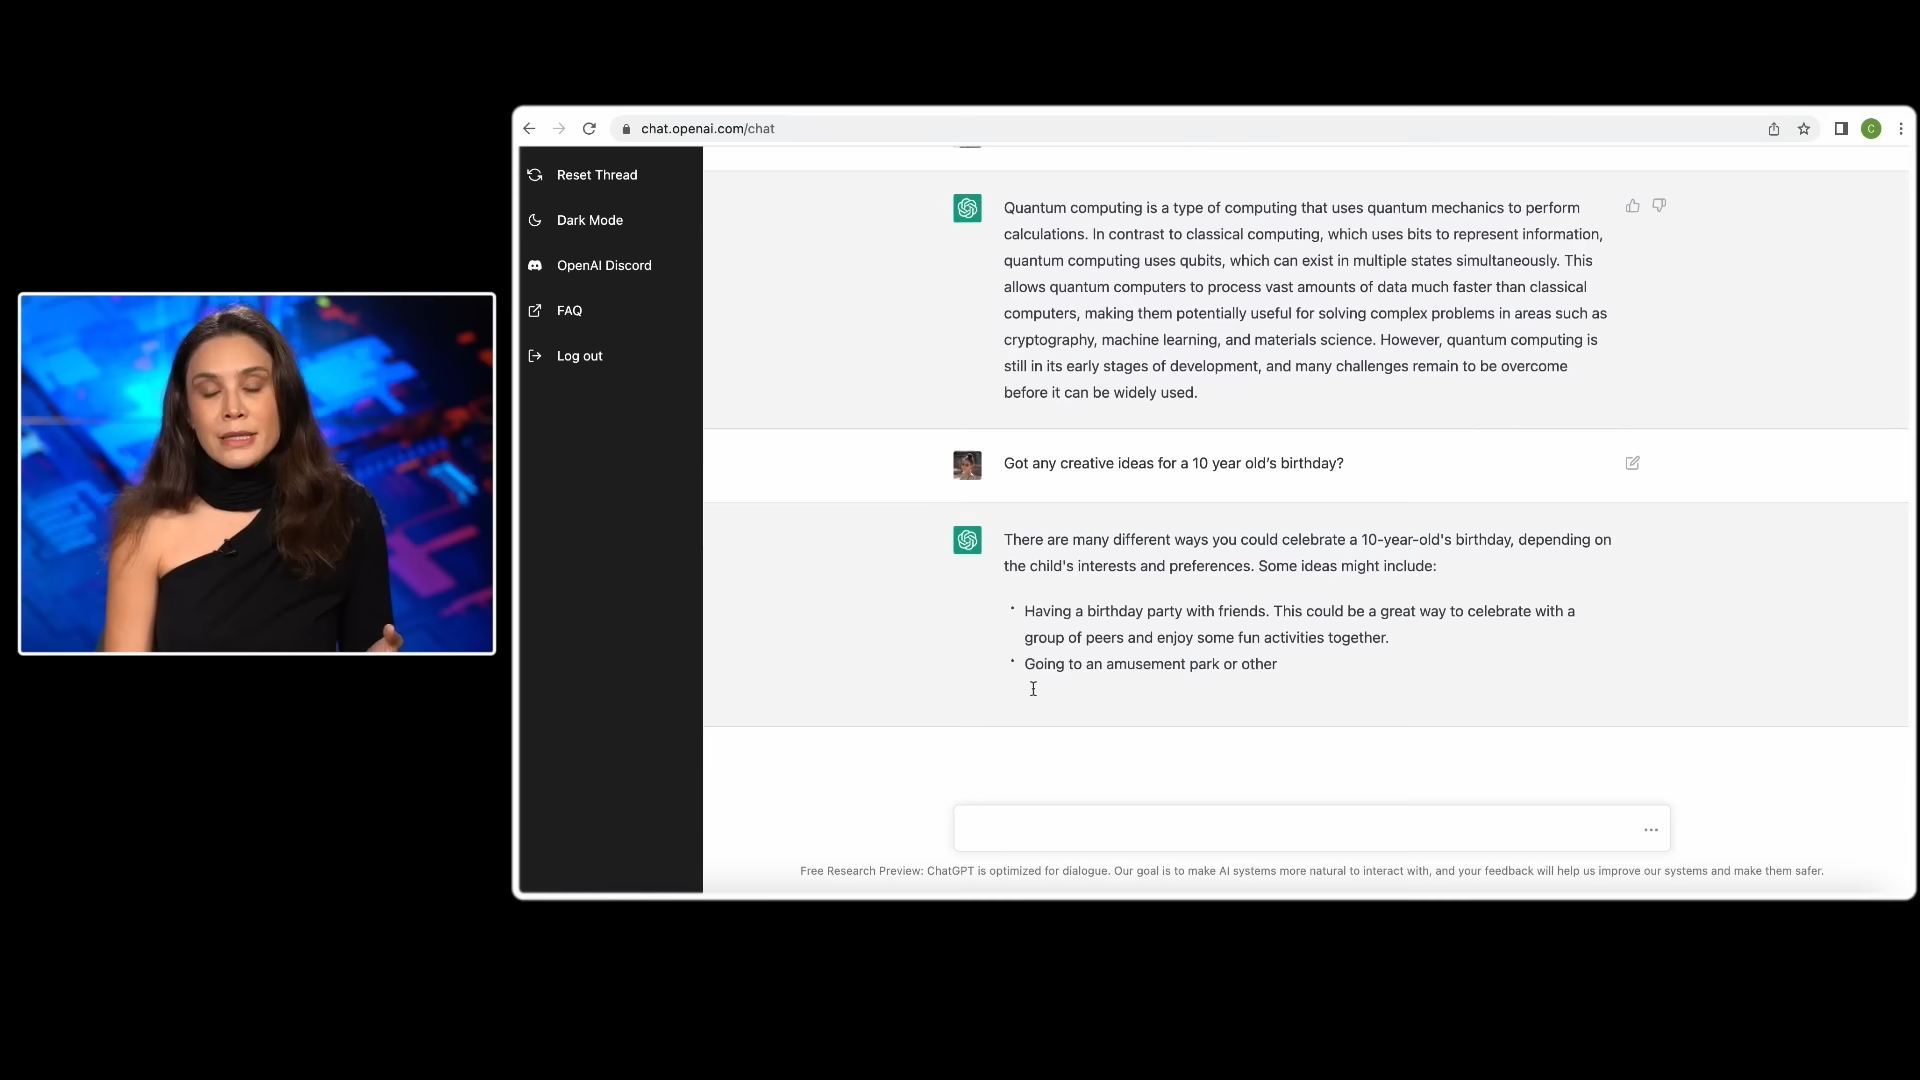 chat.openai.com/chat
C
Reset Thread
Dark Mode
OpenAI Discord
FAQ
Log out
Quantum computing is a type of computing that uses quantum mechanics to perform
calculations. In contrast to classical computing, which uses bits to represent information,
quantum computing uses qubits, which can exist in multiple states simultaneously. This
allows quantum computers to process vast amounts of data much faster than classical
computers, making them potentially useful for solving complex problems in areas such as
cryptography, machine learning, and materials science. However, quantum computing is
still in its early stages of development, and many challenges remain to be overcome
before it can be widely used.
Got any creative ideas for a 10 year old’s birthday?
There are many different ways you could celebrate a 10-year-old's birthday, depending on
the child's interests and preferences. Some ideas might include:
• Having a birthday party with friends. This could be a great way to celebrate with a
group of peers and enjoy some fun activities together.
• Going to an amusement park or other
Free Research Preview: ChatGPT is optimized for dialogue. Our goal is to make AI systems more natural to interact with, and your feedback will help us improve our systems and make them safer.